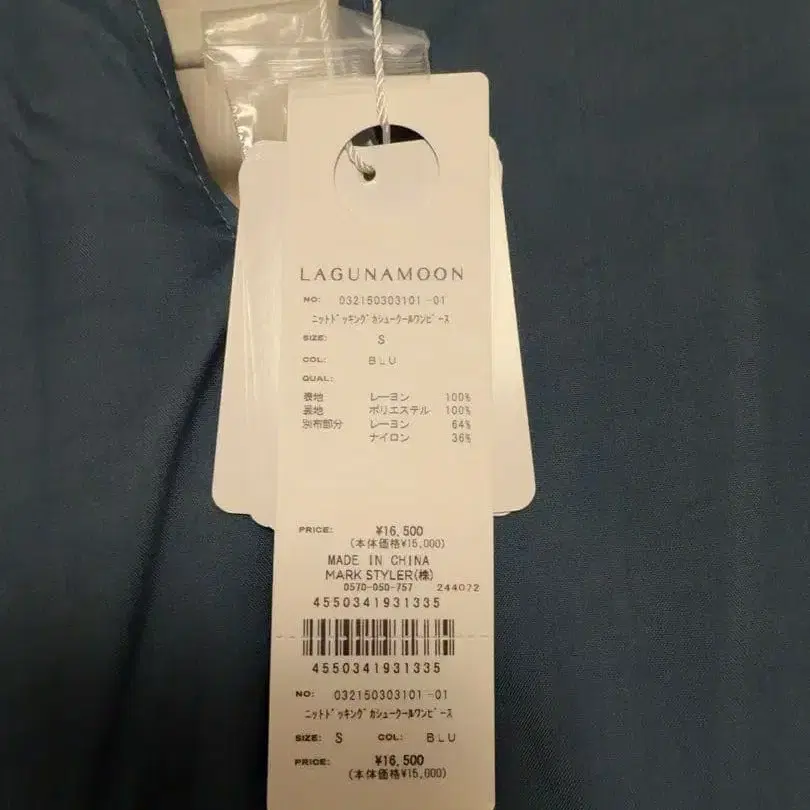 LAGUNAMOON
NO: 032150303101-01
ニットドッキングカシュクールワンピース
SIZE: S
COL: BLU
QUAL:
表地 レーヨン 100%
裏地 ポリエステル 100%
別布部分 レーヨン 64%
ナイロン 36%
PRICE: ¥16,500
(本体価格¥15,000)
MADE IN CHINA
MARK STYLER(株)
0570-050-757 244072
4550341931335
4550341931335
NO: 032150303101-01
ニットドッキングカシュクールワンピース
SIZE: S COL: BLU
PRICE: ¥16,500
(本体価格¥15,000)